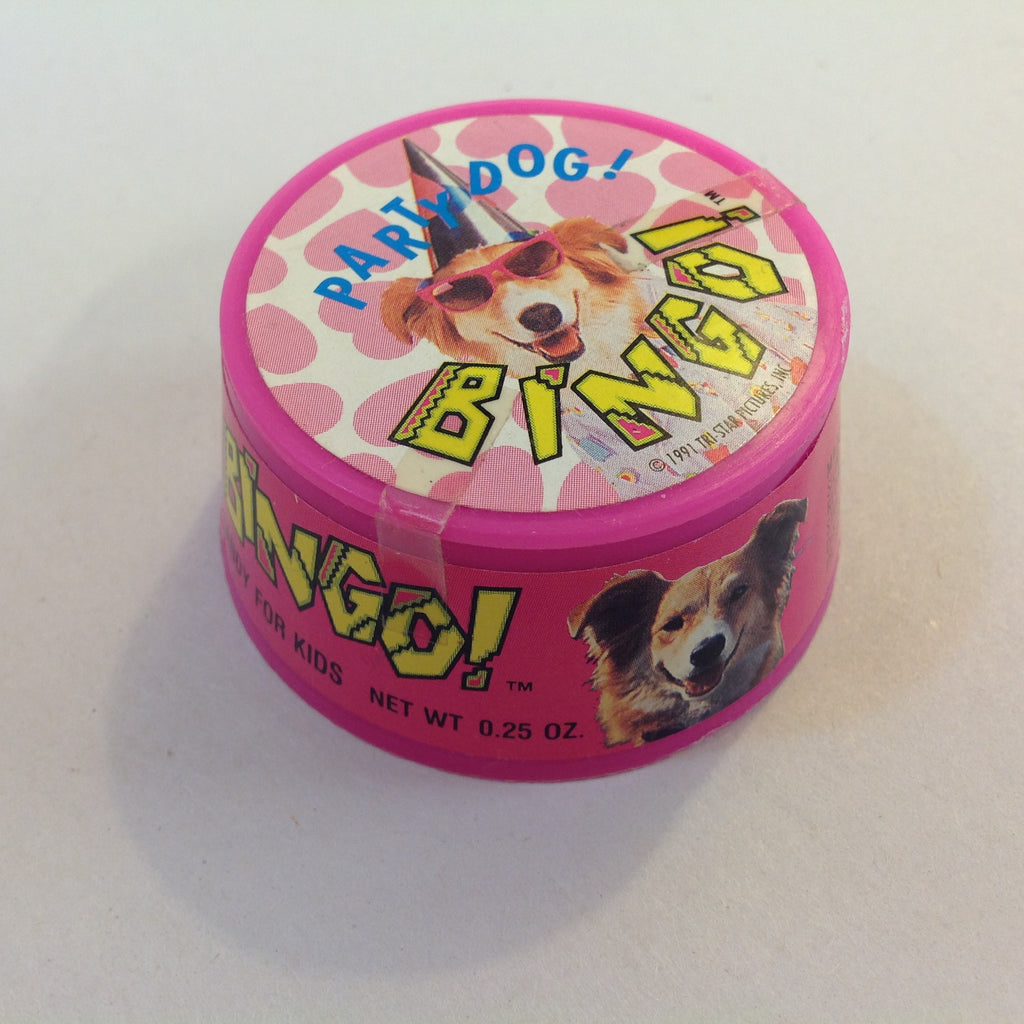 PARTY DOG!
BINGO! ™
© 1991 TRI-STAR PICTURES, INC.
BINGO! ™
FOR KIDS
NET WT 0.25 OZ.